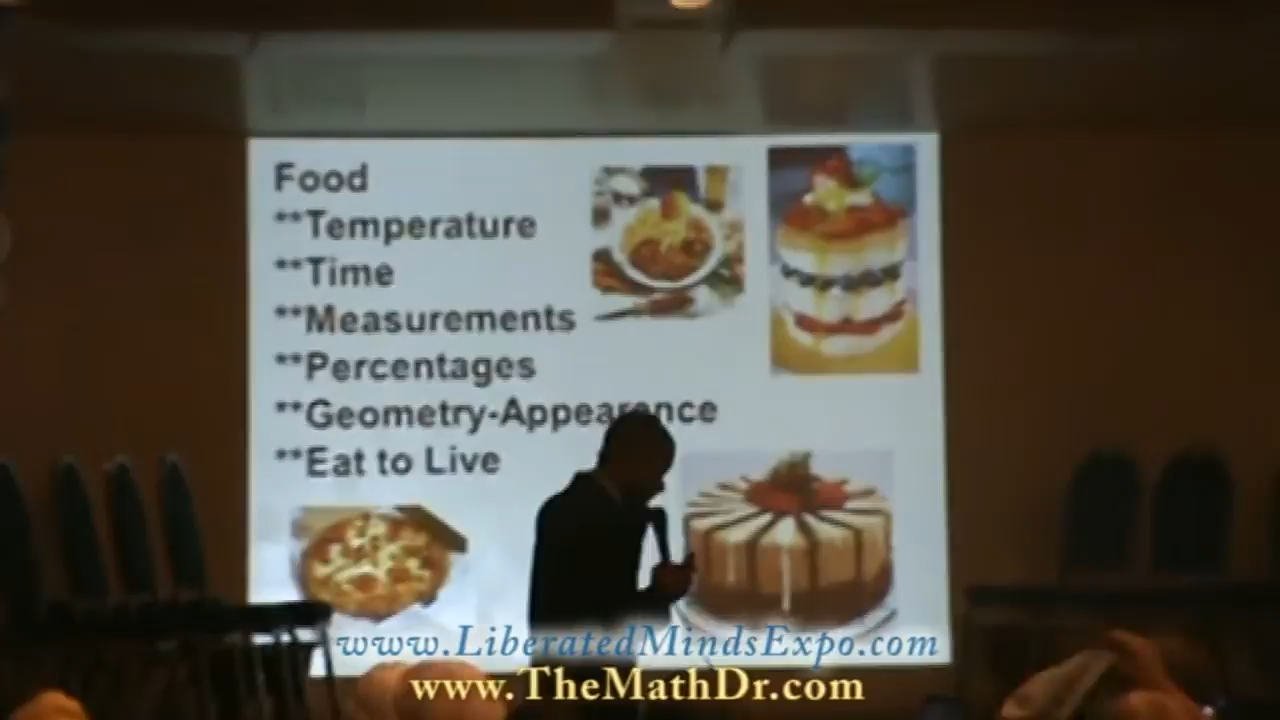 Food
**Temperature
**Time
**Measurements
**Percentages
**Geometry-Appearence
**Eat to Live
www.LiberatedMindsExpo.com
www.TheMathDr.com